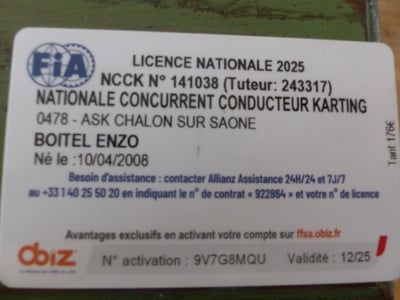 FiA
LICENCE NATIONALE 2025
NCCK N° 141038 (Tuteur: 243317)
NATIONALE CONCURRENT CONDUCTEUR KARTING
0478 - ASK CHALON SUR SAONE
BOITEL ENZO
Né le :10/04/2008
Tarif 176€
Besoin d'assistance : contacter Allianz Assistance 24H/24 et 7J/7
au +33 1 40 25 50 20 en indiquant le n° de contrat « 922864 » et votre n° de licence
Avantages exclusifs en activant votre compte sur ffsa.obiz.fr
Obiz
N° activation : 9V7G8MQU Validité : 12/25